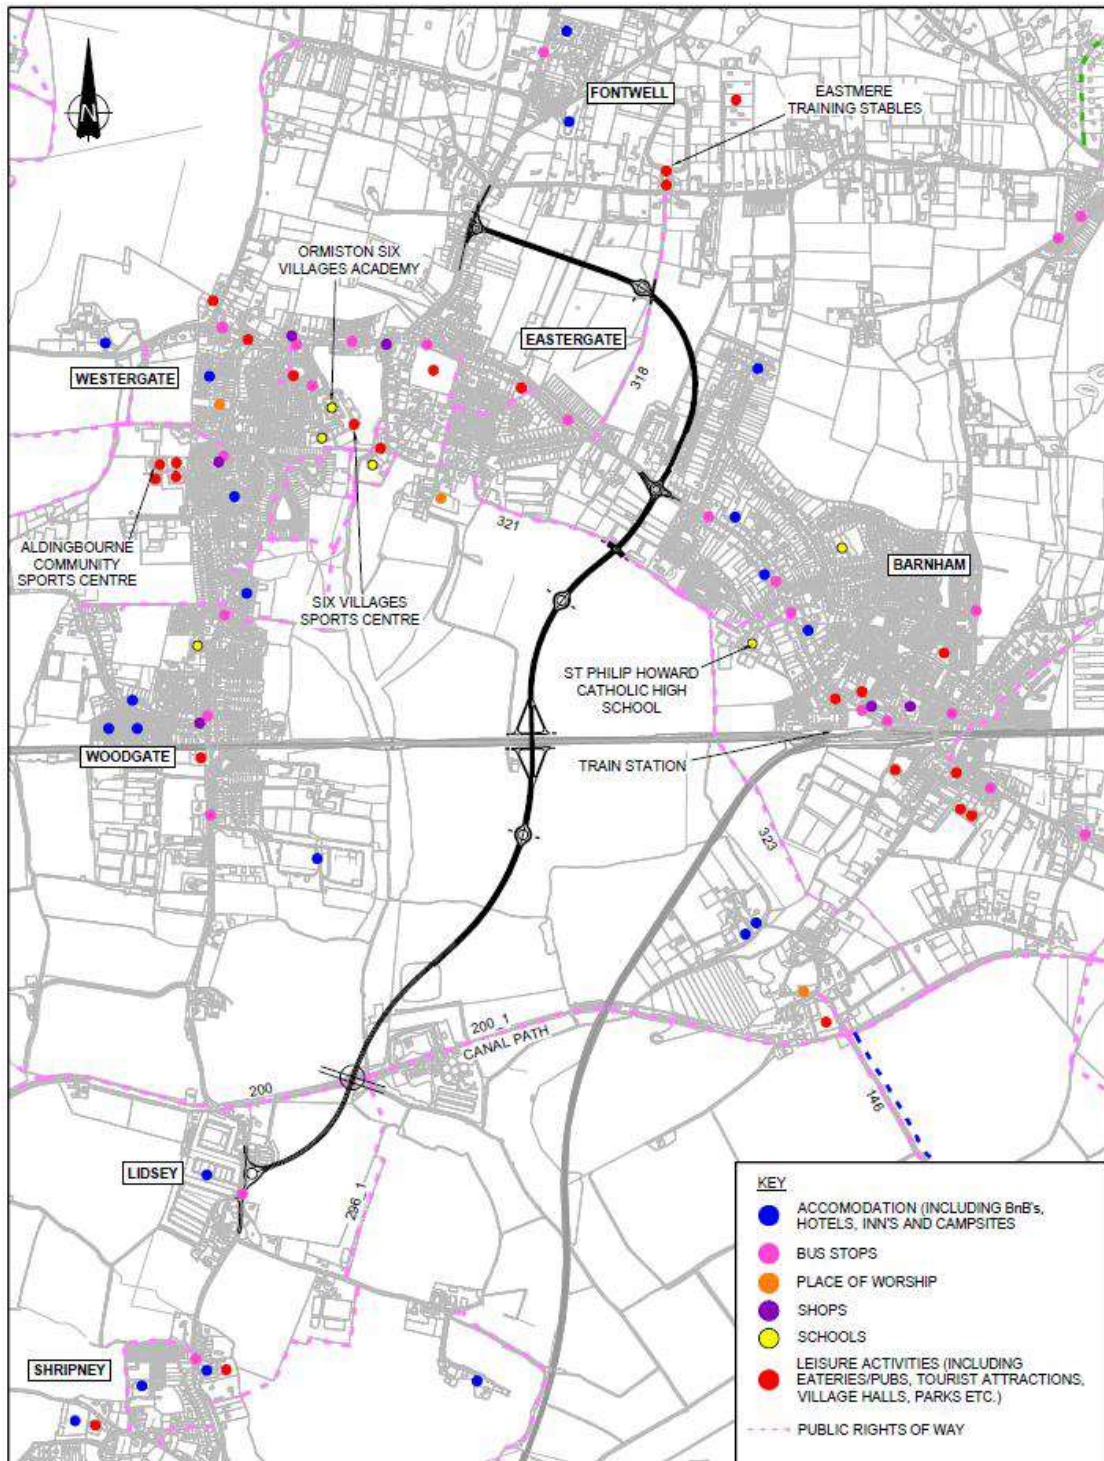 FONTWELL
EASTMERE
TRAINING STABLES
N
ORMISTON SIX
VILLAGES ACADEMY
EASTERGATE
WESTERGATE
318
321
ALDINGBOURNE
COMMUNITY
SPORTS CENTRE
SIX VILLAGES
SPORTS CENTRE
BARNHAM
ST PHILIP HOWARD
CATHOLIC HIGH
SCHOOL
WOODGATE
TRAIN STATION
323
200_1
CANAL PATH
200
146
LIDSEY
296_1
SHRIPNEY
KEY
ACCOMODATION (INCLUDING BnB's,
HOTELS, INN'S AND CAMPSITES
BUS STOPS
PLACE OF WORSHIP
SHOPS
SCHOOLS
LEISURE ACTIVITIES (INCLUDING
EATERIES/PUBS, TOURIST ATTRACTIONS,
VILLAGE HALLS, PARKS ETC.)
PUBLIC RIGHTS OF WAY